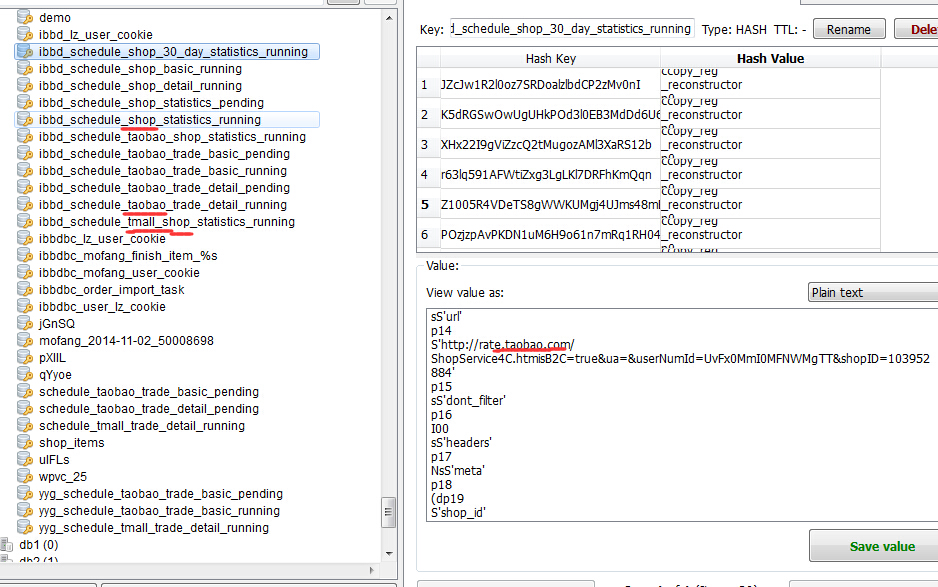 demo
ibbd_lz_user_cookie
ibbd_schedule_shop_30_day_statistics_running
ibbd_schedule_shop_basic_running
ibbd_schedule_shop_detail_running
ibbd_schedule_shop_statistics_pending
ibbd_schedule_shop_statistics_running
ibbd_schedule_taobao_shop_statistics_running
ibbd_schedule_taobao_trade_basic_pending
ibbd_schedule_taobao_trade_basic_running
ibbd_schedule_taobao_trade_detail_pending
ibbd_schedule_taobao_trade_detail_running
ibbd_schedule_tmall_shop_statistics_running
ibbdbc_lz_user_cookie
ibbdbc_mofang_finish_item_%s
ibbdbc_mofang_user_cookie
ibbdbc_order_import_task
ibbdbc_user_lz_cookie
jGnSQ
mofang_2014-11-02_50008698
pXIIL
qYyoe
schedule_taobao_trade_basic_pending
schedule_taobao_trade_detail_pending
schedule_tmall_trade_detail_running
shop_items
uIFLs
wpvc_25
yyg_schedule_taobao_trade_basic_pending
yyg_schedule_taobao_trade_basic_running
yyg_schedule_tmall_trade_detail_running
db1 (0)
db2 (1)
Key: d_schedule_shop_30_day_statistics_running Type: HASH TTL: - Rename Dele
Hash Key Hash Value
1 JZcJw1R2l0oz7SRDoalzlbdCP2zMv0nI ccopy_reg
_reconstructor
2 K5dRGSwOwUgUHkPOd3l0EB3MdDd6U6 ccopy_reg
_reconstructor
3 XHx22I9gViZzcQ2tMugozAMl3XaRS12b ccopy_reg
_reconstructor
4 r63lq591AFWtiZxg3LgLKl7DRFhKmQqn ccopy_reg
_reconstructor
5 Z1005R4VDeTS8gWWKUMgj4UJms48ml ccopy_reg
_reconstructor
6 POzjzpAvPKDN1uM6H9o61n7mRq1RH04 ccopy_reg
_reconstructor
Value:
View value as: Plain text
sS'url'
p14
S'http://rate.taobao.com/
ShopService4C.htmisB2C=true&ua=&userNumId=UvFx0MmI0MFNWMgTT&shopID=103952
884'
p15
sS'dont_filter'
p16
I00
sS'headers'
p17
NsS'meta'
p18
(dp19
S'shop_id'
Save value